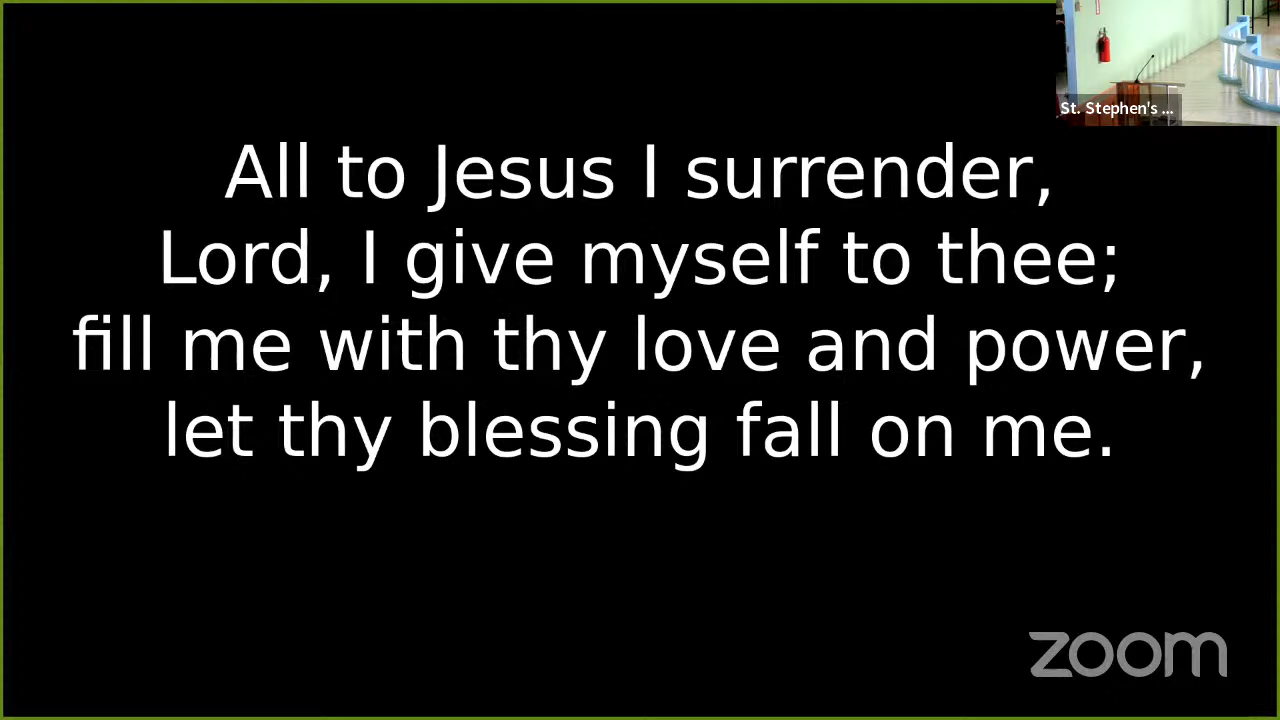 St. Stephen's ...
All to Jesus I surrender,
Lord, I give myself to thee;
fill me with thy love and power,
let thy blessing fall on me.
zoom